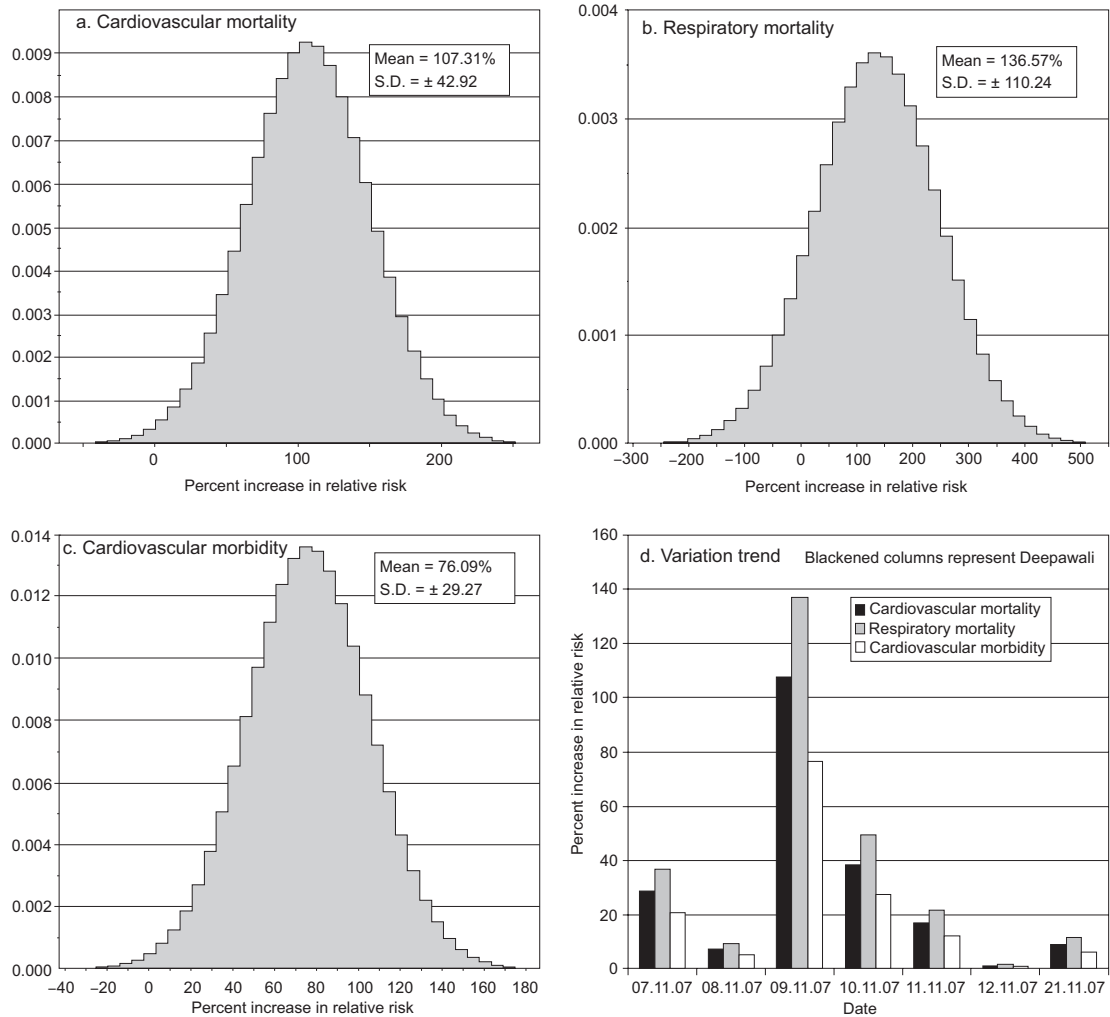 a. Cardiovascular mortality
Mean = 107.31%
S.D. = ± 42.92
0.009
0.008
0.007
0.006
0.005
0.004
0.003
0.002
0.001
0.000
0 100 200
Percent increase in relative risk
b. Respiratory mortality
Mean = 136.57%
S.D. = ± 110.24
0.004
0.003
0.002
0.001
0.000
−300 −200 −100 0 100 200 300 400 500
Percent increase in relative risk
c. Cardiovascular morbidity
Mean = 76.09%
S.D. = ± 29.27
0.014
0.012
0.010
0.008
0.006
0.004
0.002
0.000
−40 −20 0 20 40 60 80 100 120 140 160 180
Percent increase in relative risk
d. Variation trend Blackened columns represent Deepawali
Cardiovascular mortality
Respiratory mortality
Cardiovascular morbidity
Percent increase in relative risk
160
140
120
100
80
60
40
20
0
07.11.07 08.11.07 09.11.07 10.11.07 11.11.07 12.11.07 21.11.07
Date